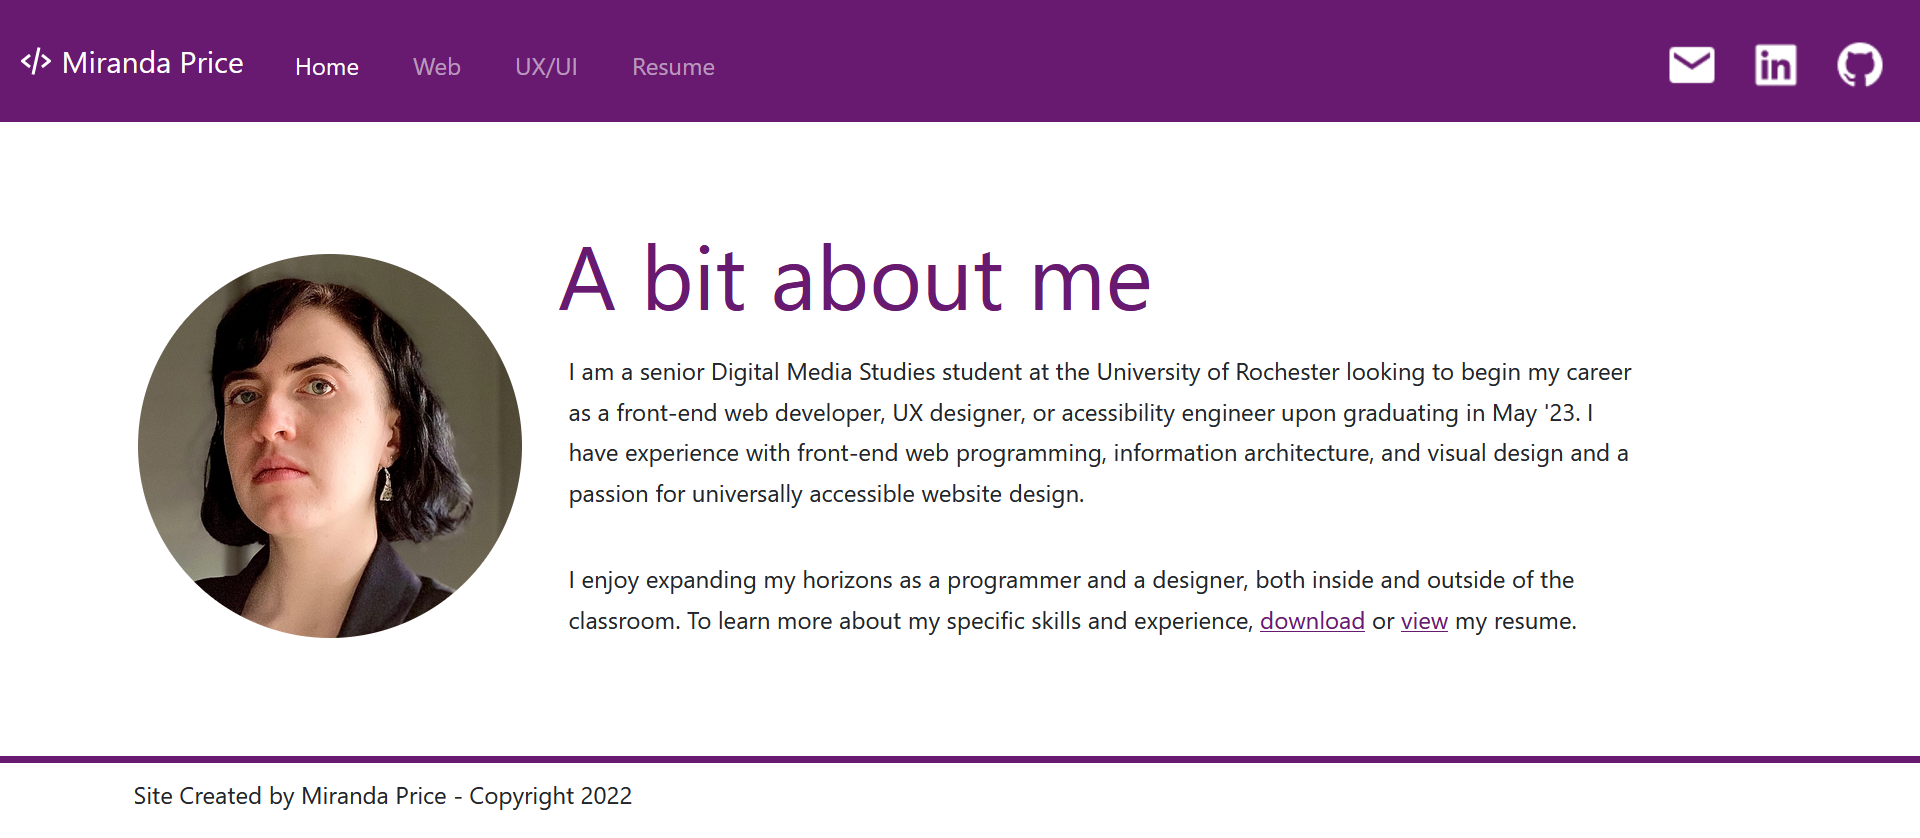 </> Miranda Price Home Web UX/UI Resume
A bit about me
I am a senior Digital Media Studies student at the University of Rochester looking to begin my career
as a front-end web developer, UX designer, or acessibility engineer upon graduating in May '23. I
have experience with front-end web programming, information architecture, and visual design and a
passion for universally accessible website design.
I enjoy expanding my horizons as a programmer and a designer, both inside and outside of the
classroom. To learn more about my specific skills and experience, download or view my resume.
Site Created by Miranda Price - Copyright 2022